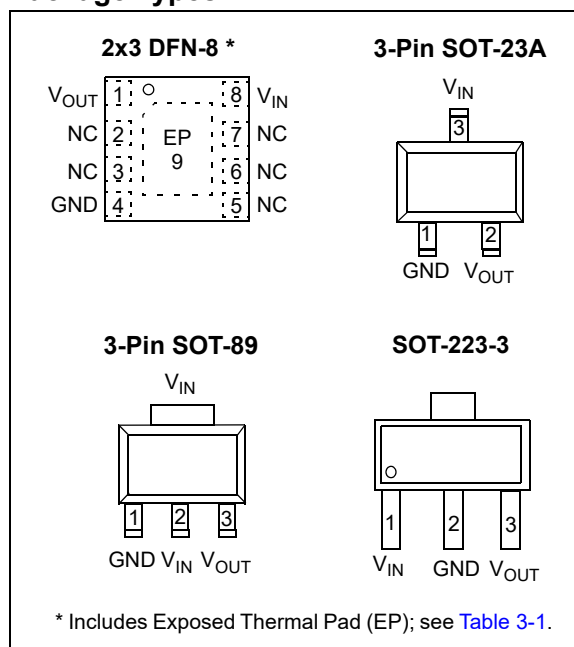 2x3 DFN-8 *
VOUT 1 8 VIN
NC 2 EP 7 NC
NC 3 9 6 NC
GND 4 5 NC
3-Pin SOT-23A
VIN
3
1 2
GND VOUT
3-Pin SOT-89
VIN
1 2 3
GND VIN VOUT
SOT-223-3
1 2 3
VIN GND VOUT
* Includes Exposed Thermal Pad (EP); see Table 3-1.